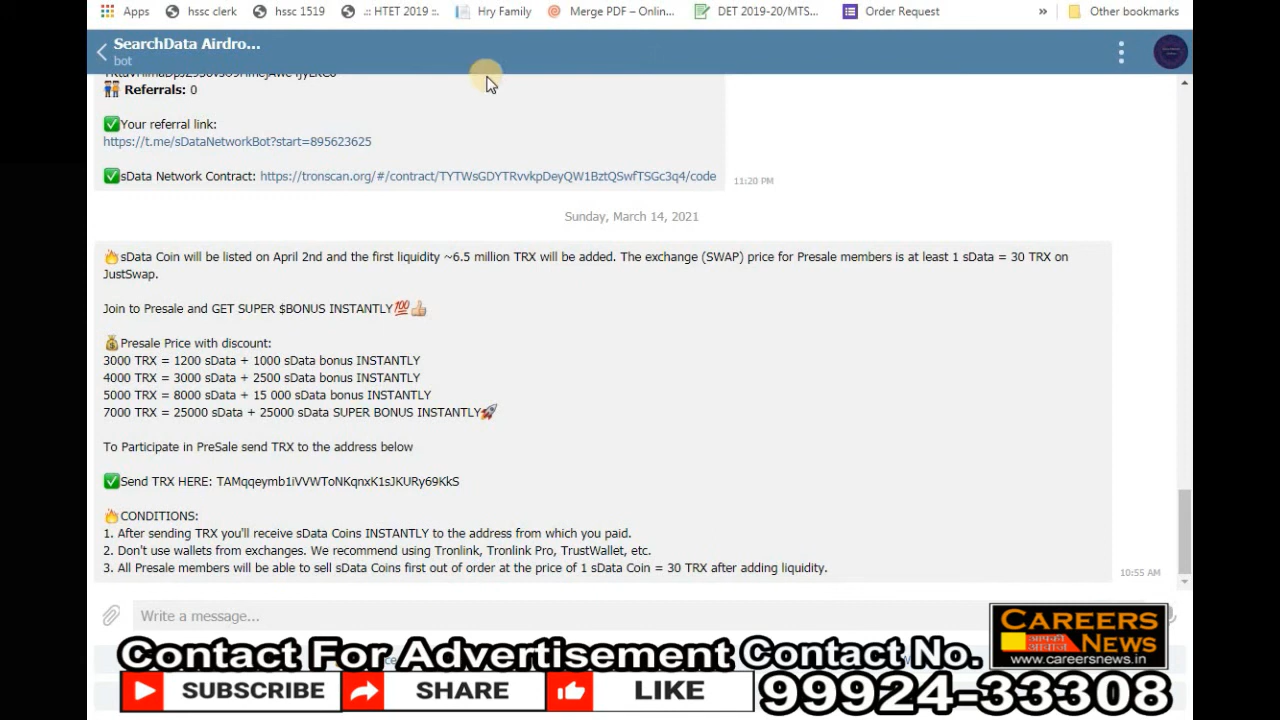 Apps hssc clerk hssc 1519 .:: HTET 2019 ::. Hry Family Merge PDF – Onlin... DET 2019-20/MTS... Order Request » Other bookmarks
SearchData Airdro...
bot
Referrals: 0
✅Your referral link:
https://t.me/sDataNetworkBot?start=895623625
✅sData Network Contract: https://tronscan.org/#/contract/TYTWsGDYTRvvkpDeyQW1BztQSwfTSGc3q4/code
11:20 PM
Sunday, March 14, 2021
🔥sData Coin will be listed on April 2nd and the first liquidity ~6.5 million TRX will be added. The exchange (SWAP) price for Presale members is at least 1 sData = 30 TRX on
JustSwap.
Join to Presale and GET SUPER $BONUS INSTANTLY💯👍
💰Presale Price with discount:
3000 TRX = 1200 sData + 1000 sData bonus INSTANTLY
4000 TRX = 3000 sData + 2500 sData bonus INSTANTLY
5000 TRX = 8000 sData + 15 000 sData bonus INSTANTLY
7000 TRX = 25000 sData + 25000 sData SUPER BONUS INSTANTLY🚀
To Participate in PreSale send TRX to the address below
✅Send TRX HERE: TAMqqeymb1iVVWToNKqnxK1sJKURy69KkS
🔥CONDITIONS:
1. After sending TRX you'll receive sData Coins INSTANTLY to the address from which you paid.
2. Don't use wallets from exchanges. We recommend using Tronlink, Tronlink Pro, TrustWallet, etc.
3. All Presale members will be able to sell sData Coins first out of order at the price of 1 sData Coin = 30 TRX after adding liquidity.
10:55 AM
Write a message...
CAREERS
आपकी
आवाज
NEWS
www.careersnews.in
Contact For Advertisement Contact No.
SUBSCRIBE SHARE LIKE 99924-33308